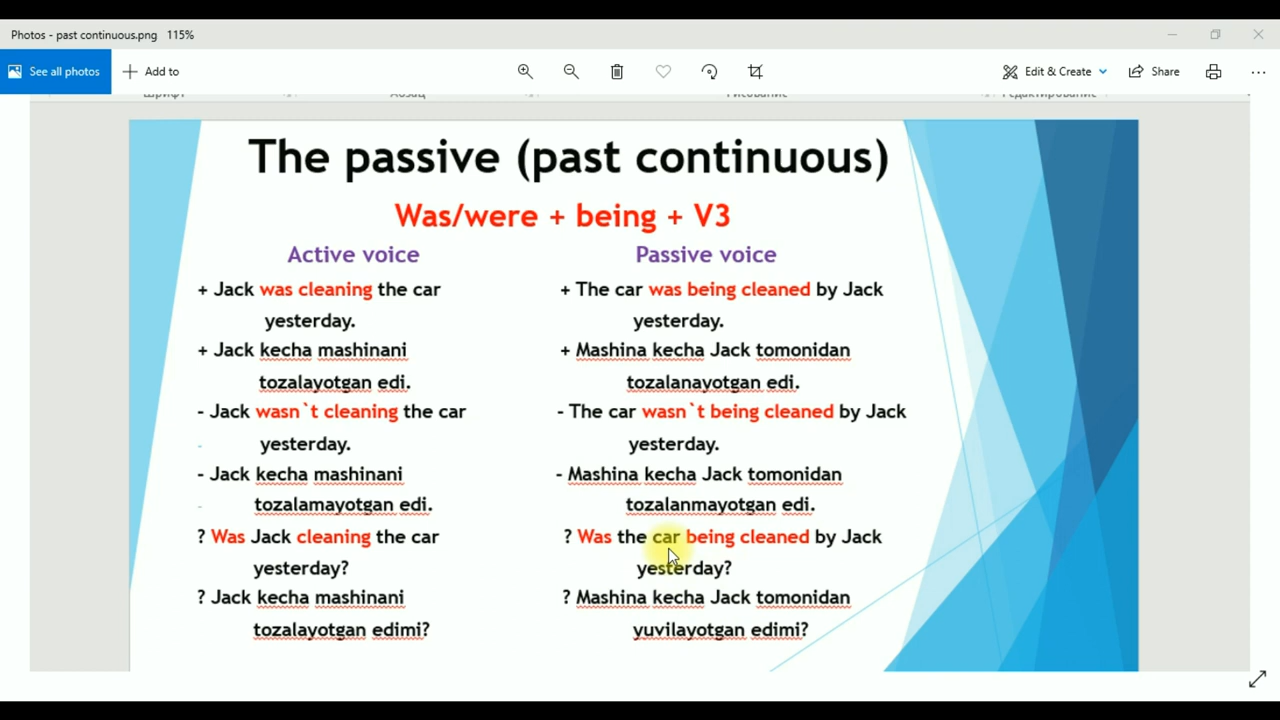 Photos - past continuous.png 115%
See all photos
Add to
Edit & Create
Share
The passive (past continuous)
Was/were + being + V3
Active voice
+ Jack was cleaning the car
yesterday.
+ Jack kecha mashinani
tozalayotgan edi.
- Jack wasn`t cleaning the car
- yesterday.
- Jack kecha mashinani
- tozalamayotgan edi.
? Was Jack cleaning the car
yesterday?
? Jack kecha mashinani
tozalayotgan edimi?
Passive voice
+ The car was being cleaned by Jack
yesterday.
+ Mashina kecha Jack tomonidan
tozalanayotgan edi.
- The car wasn`t being cleaned by Jack
yesterday.
- Mashina kecha Jack tomonidan
tozalanmayotgan edi.
? Was the car being cleaned by Jack
yesterday?
? Mashina kecha Jack tomonidan
yuvilayotgan edimi?